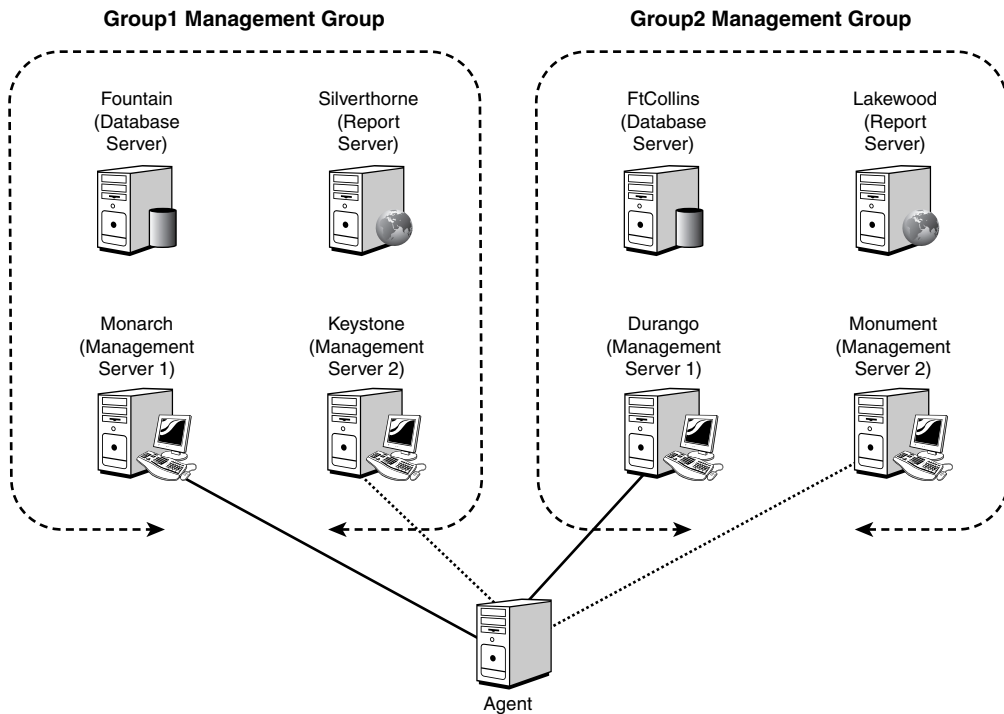 Group1 Management Group
Group2 Management Group
Fountain
(Database
Server)
Silverthorne
(Report
Server)
FtCollins
(Database
Server)
Lakewood
(Report
Server)
Monarch
(Management
Server 1)
Keystone
(Management
Server 2)
Durango
(Management
Server 1)
Monument
(Management
Server 2)
Agent